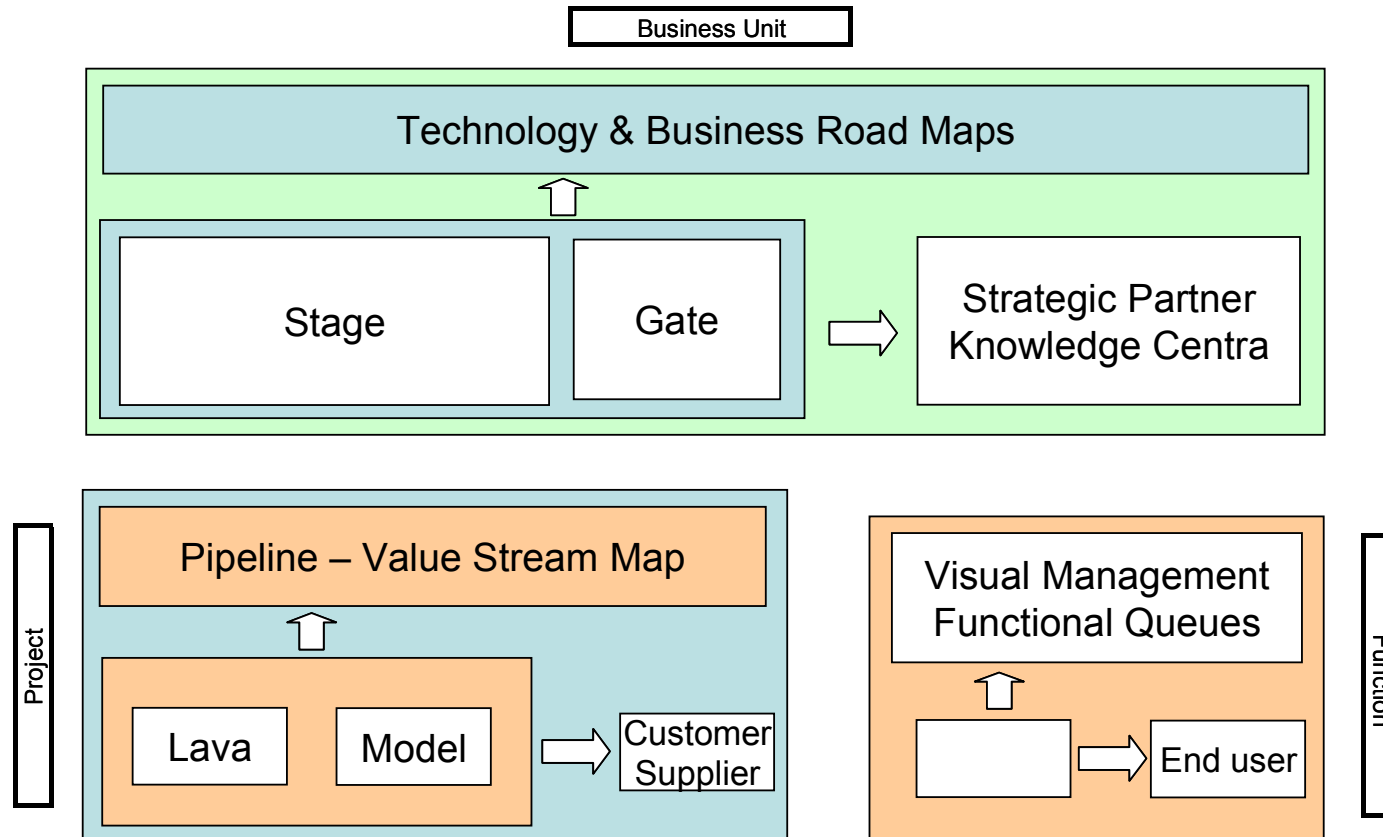 Business Unit
Technology & Business Road Maps
Stage
Gate
Strategic Partner
Knowledge Centra
Project
Pipeline – Value Stream Map
Lava
Model
Customer
Supplier
Visual Management
Functional Queues
End user
Function